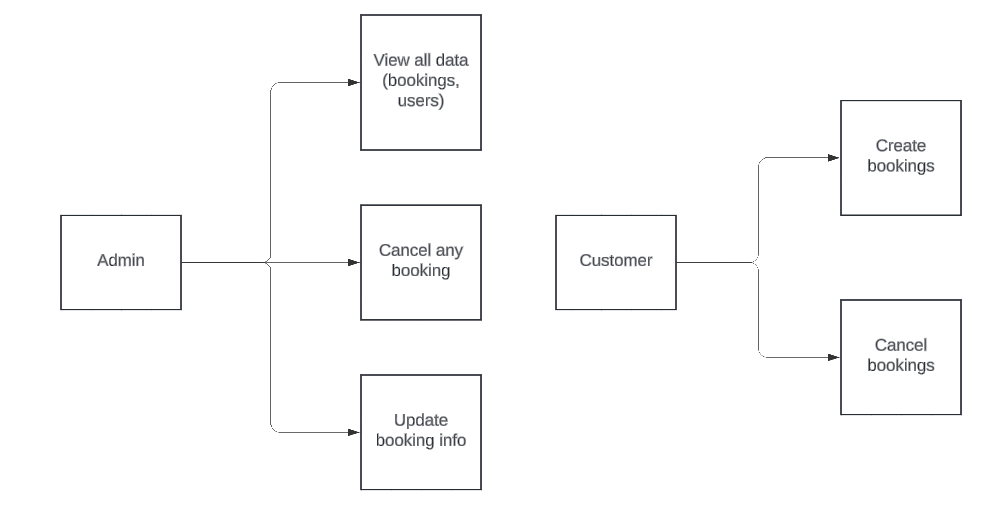 View all data
(bookings,
users)
Admin
Cancel any
booking
Update
booking info
Customer
Create
bookings
Cancel
bookings